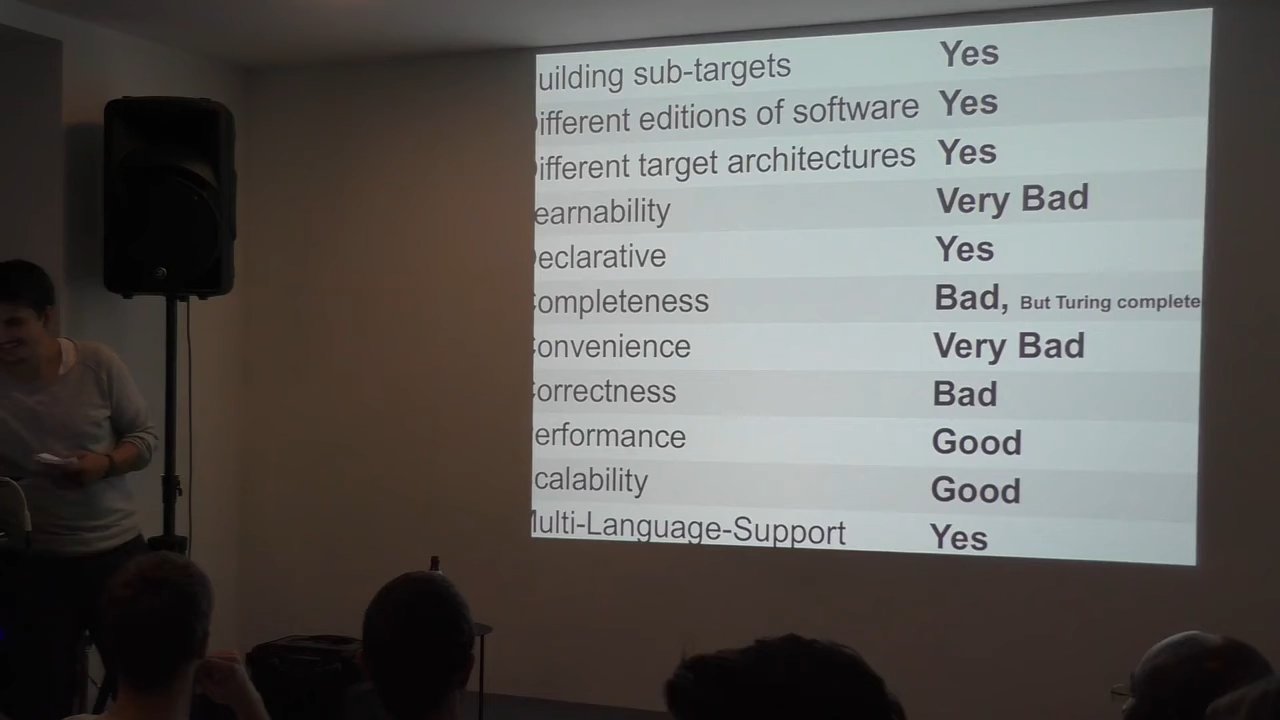 uilding sub-targets Yes
ifferent editions of software Yes
ifferent target architectures Yes
earnability Very Bad
eclarative Yes
ompleteness Bad, But Turing complete
onvenience Very Bad
orrectness Bad
erformance Good
calability Good
ulti-Language-Support Yes